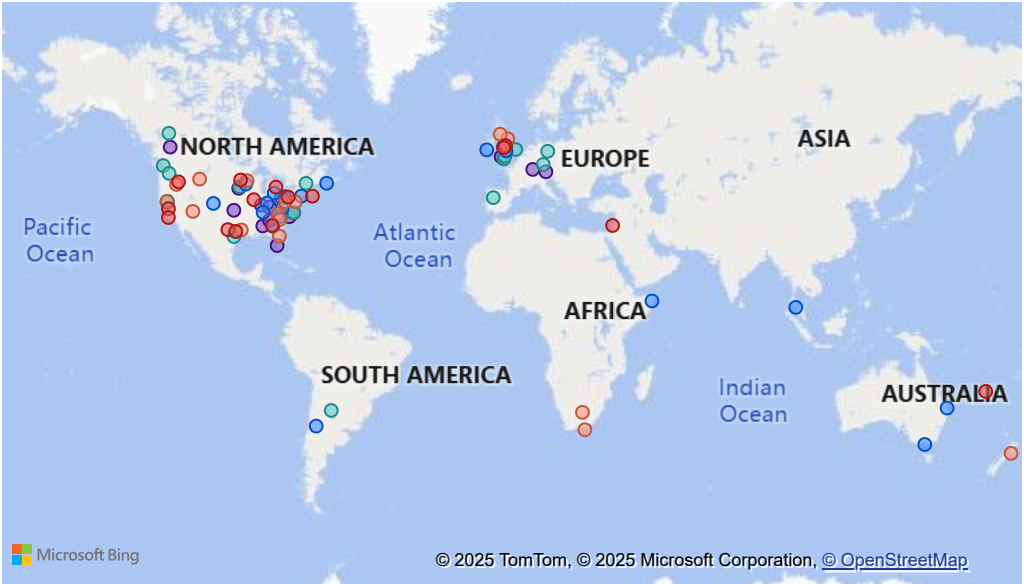 ASIA
NORTH AMERICA
EUROPE
Pacific
Ocean
Atlantic
Ocean
AFRICA
SOUTH AMERICA
Indian
Ocean
AUSTRALIA
Microsoft Bing
© 2025 TomTom, © 2025 Microsoft Corporation, © OpenStreetMap